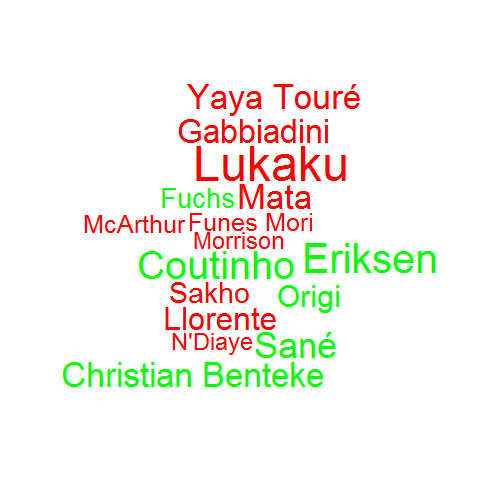 Yaya Touré
Gabbiadini
Lukaku
Fuchs Mata
McArthur Funes Mori
Morrison
Coutinho Eriksen
Sakho Origi
Llorente
N'Diaye Sané
Christian Benteke